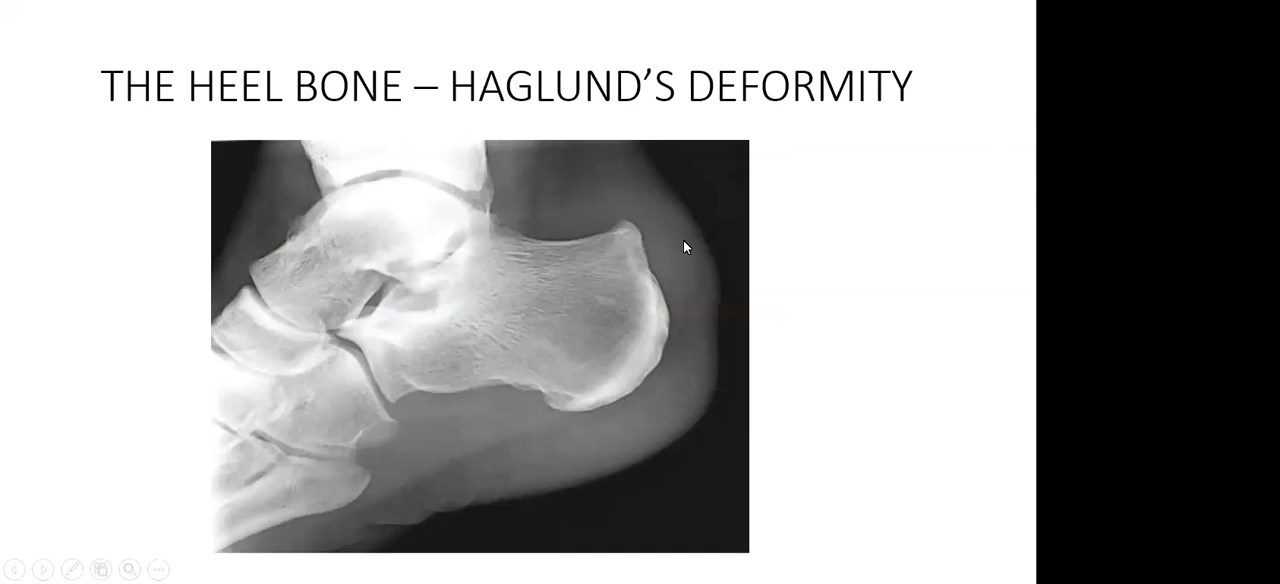 THE HEEL BONE – HAGLUND’S DEFORMITY